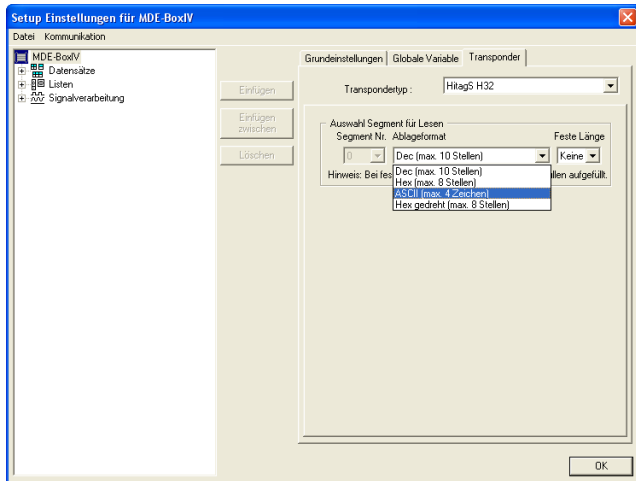 Setup Einstellungen für MDE-BoxIV
Datei Kommunikation
MDE-BoxIV
Datensätze
Listen
Signalverarbeitung
Einfügen
Einfügen
zwischen
Löschen
Grundeinstellungen Globale Variable Transponder
Transpondertyp : HitagS H32
Auswahl Segment für Lesen
Segment Nr. Ablageformat Feste Länge
0 Dec (max. 10 Stellen) Keine
Hinweis: Bei fes llen aufgefüllt.
Dec (max. 10 Stellen)
Hex (max. 8 Stellen)
ASCII (max. 4 Zeichen)
Hex gedreht (max. 8 Stellen)
OK